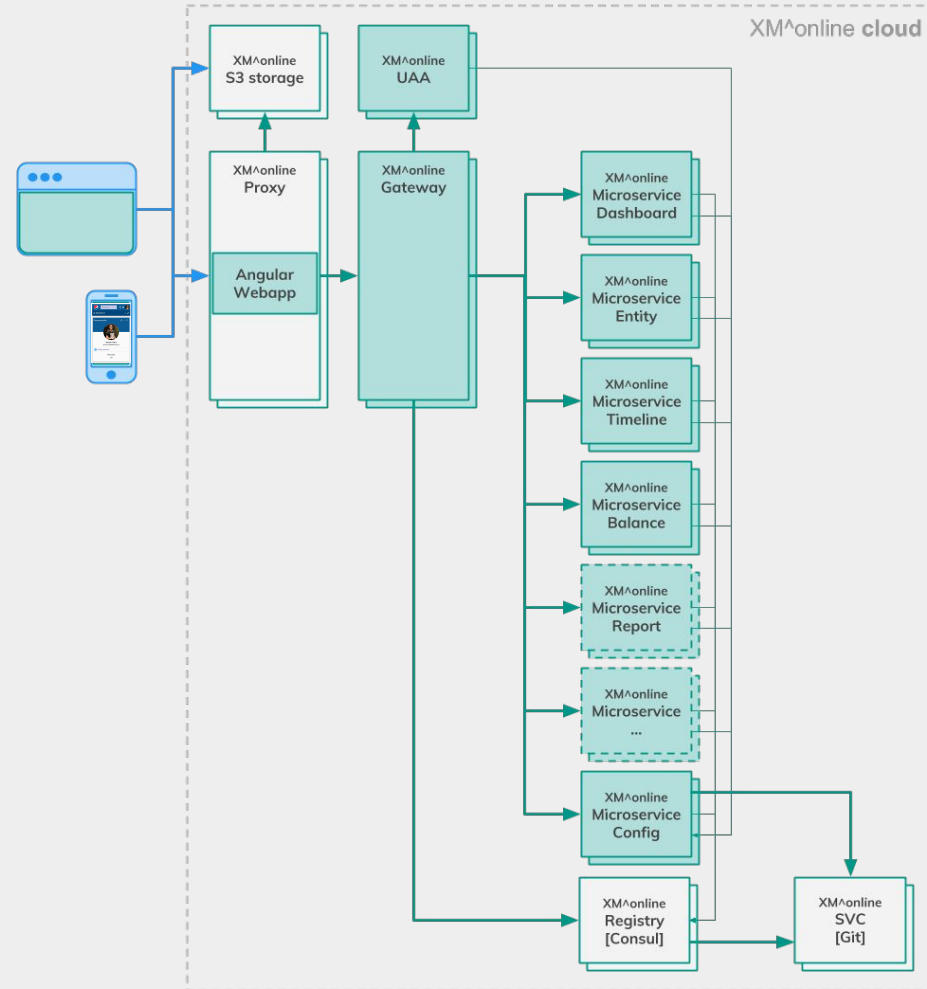 XM^online cloud
XM^online
S3 storage
XM^online
UAA
XM^online
Proxy
XM^online
Gateway
Angular
Webapp
XM^online
Microservice
Dashboard
XM^online
Microservice
Entity
XM^online
Microservice
Timeline
XM^online
Microservice
Balance
XM^online
Microservice
Report
XM^online
Microservice
...
XM^online
Microservice
Config
XM^online
Registry
[Consul]
XM^online
SVC
[Git]